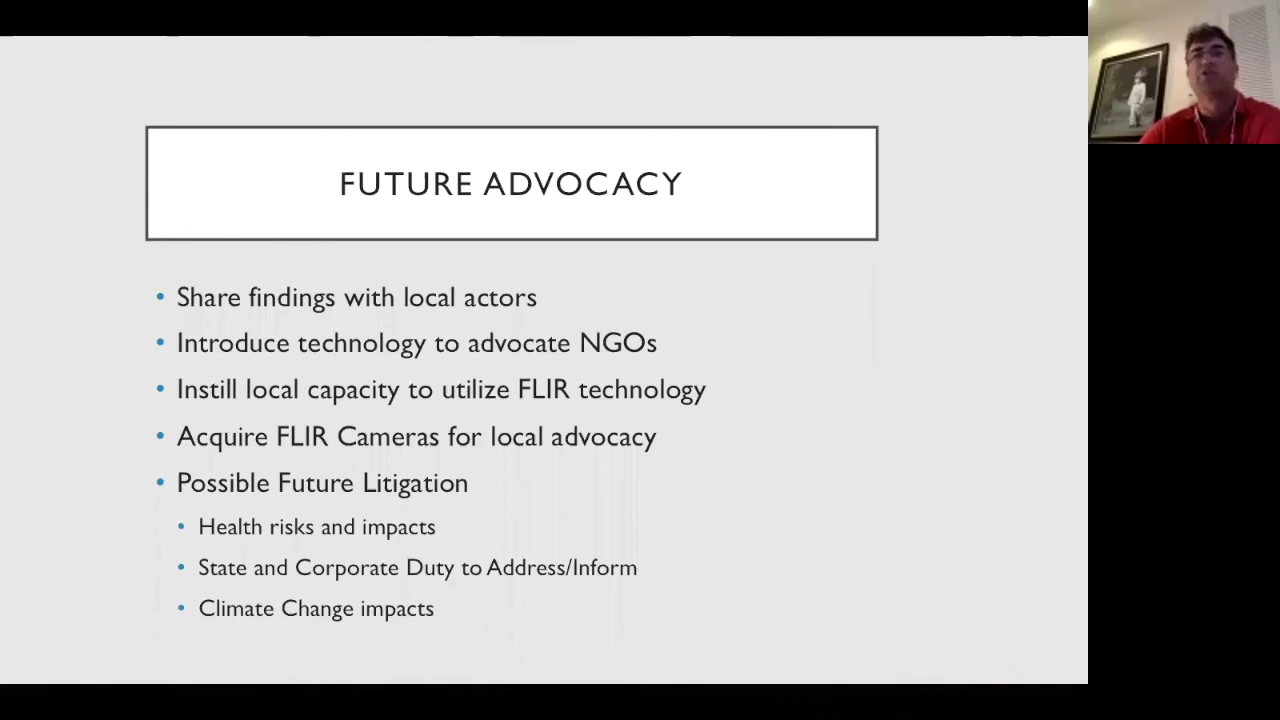 FUTURE ADVOCACY
• Share findings with local actors
• Introduce technology to advocate NGOs
• Instill local capacity to utilize FLIR technology
• Acquire FLIR Cameras for local advocacy
• Possible Future Litigation
• Health risks and impacts
• State and Corporate Duty to Address/Inform
• Climate Change impacts